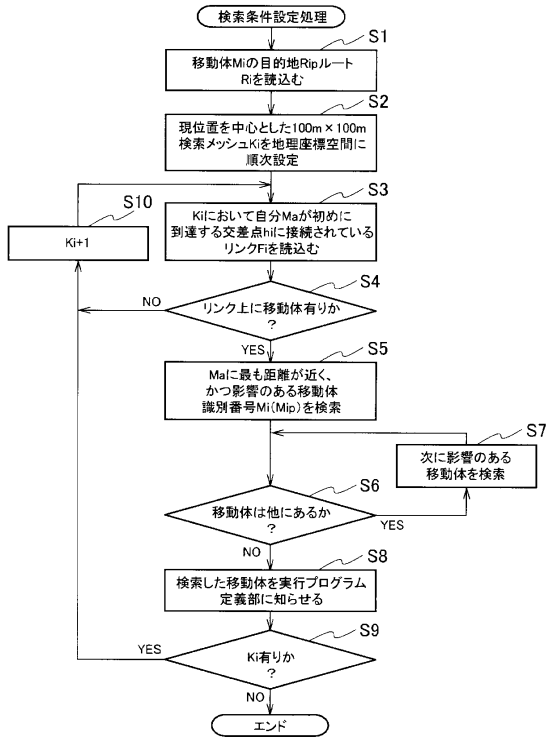 検索条件設定処理
S1
移動体Miの目的地Ripルート
Riを読込む
S2
現位置を中心とした100m×100m
検索メッシュKiを地理座標空間に
順次設定
S10
Ki+1
S3
Kiにおいて自分Maが初めに
到達する交差点hiに接続されている
リンクFiを読込む
S4
NO
リンク上に移動体有りか
?
YES
S5
Maに最も距離が近く、
かつ影響のある移動体
識別番号Mi(Mip)を検索
S7
次に影響のある
移動体を検索
S6
移動体は他にあるか
?
YES
NO
S8
検索した移動体を実行プログラム
定義部に知らせる
S9
YES
Ki有りか
?
NO
エンド